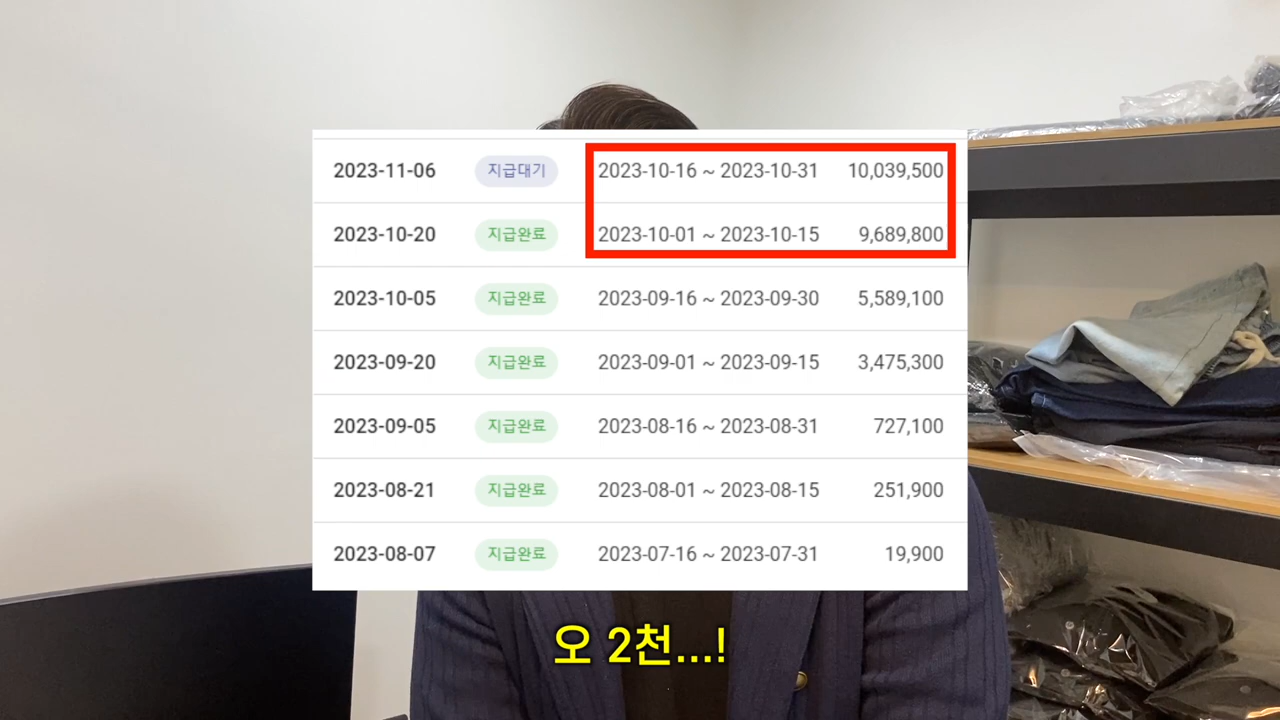 2023-11-06 지급대기 2023-10-16 ~ 2023-10-31 10,039,500
2023-10-20 지급완료 2023-10-01 ~ 2023-10-15 9,689,800
2023-10-05 지급완료 2023-09-16 ~ 2023-09-30 5,589,100
2023-09-20 지급완료 2023-09-01 ~ 2023-09-15 3,475,300
2023-09-05 지급완료 2023-08-16 ~ 2023-08-31 727,100
2023-08-21 지급완료 2023-08-01 ~ 2023-08-15 251,900
2023-08-07 지급완료 2023-07-16 ~ 2023-07-31 19,900
오 2천...!